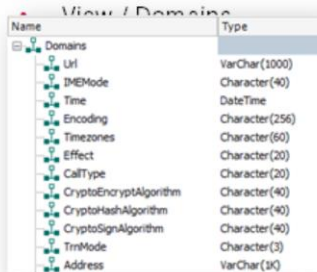 View / Domains
Name Type
Domains
Url VarChar(1000)
IMEMode Character(40)
Time DateTime
Encoding Character(256)
Timezones Character(60)
Effect Character(20)
CallType Character(20)
CryptoEncryptAlgorithm Character(40)
CryptoHashAlgorithm Character(40)
CryptoSignAlgorithm Character(40)
TrnMode Character(3)
Address VarChar(1K)